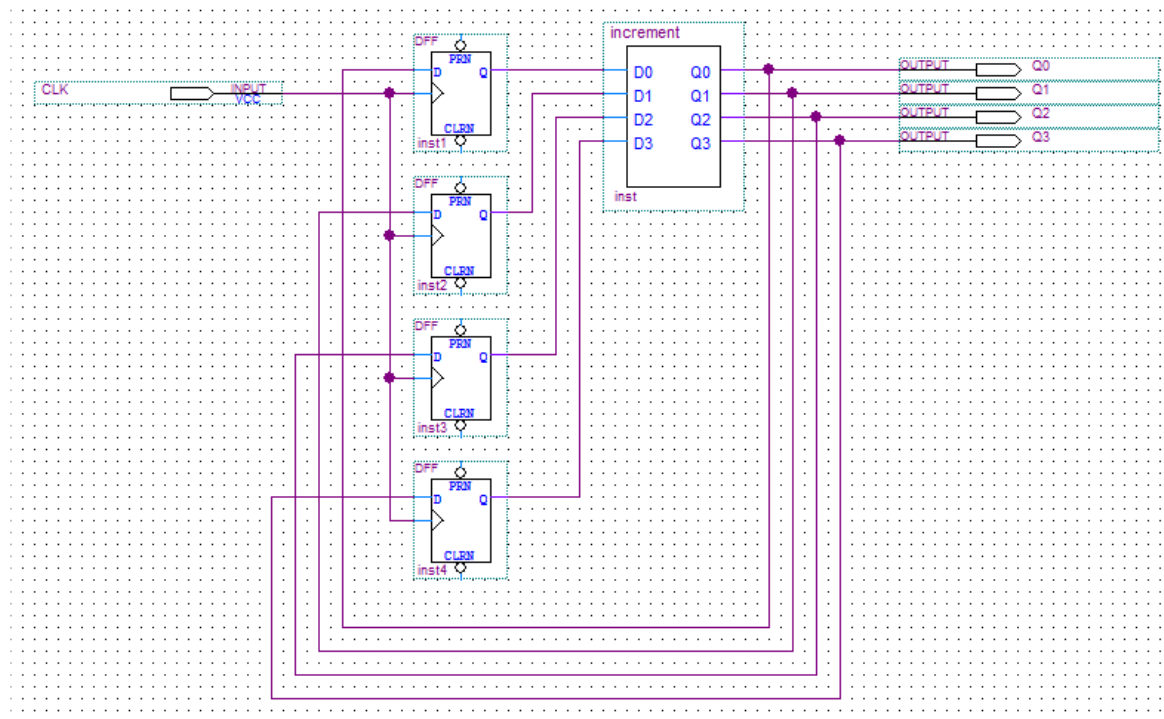 CLK
INPUT
VCC
DFF
PRN
D Q
CLRN
inst1
DFF
PRN
D Q
CLRN
inst2
DFF
PRN
D Q
CLRN
inst3
DFF
PRN
D Q
CLRN
inst4
increment
D0 Q0
D1 Q1
D2 Q2
D3 Q3
inst
OUTPUT Q0
OUTPUT Q1
OUTPUT Q2
OUTPUT Q3